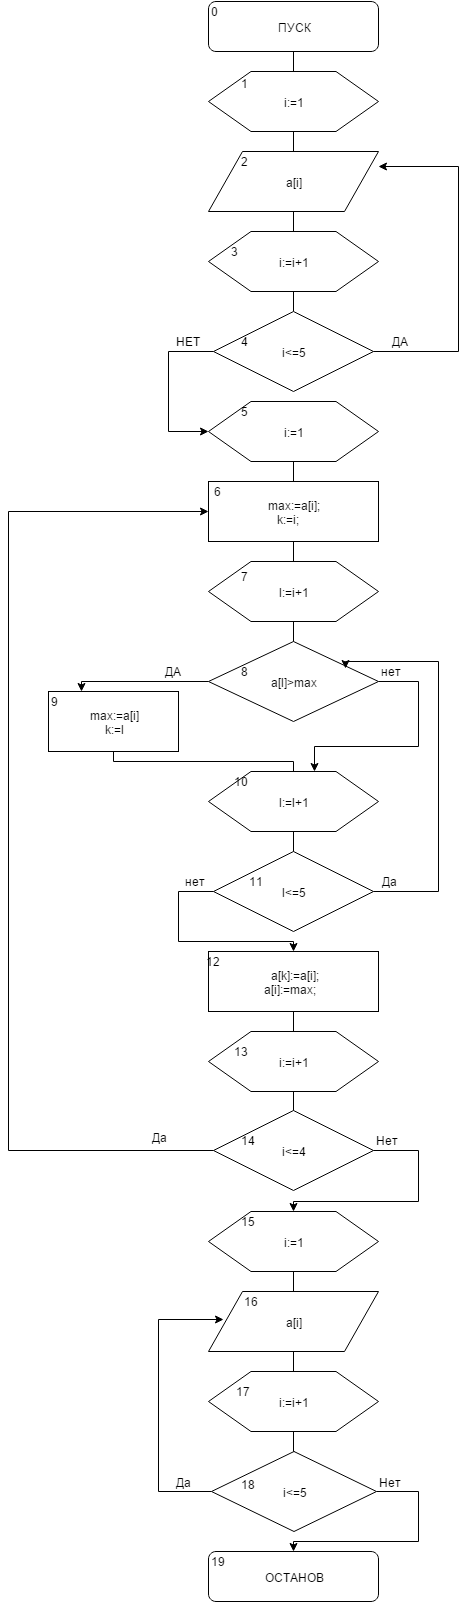 0
ПУСК
1
i:=1
2
a[i]
3
i:=i+1
4
i<=5
НЕТ
ДА
5
i:=1
6
max:=a[i];
k:=i;
7
l:=i+1
8
a[l]>max
ДА
нет
9
max:=a[i]
k:=l
10
l:=l+1
11
l<=5
нет
Да
12
a[k]:=a[i];
a[i]:=max;
13
i:=i+1
14
i<=4
Да
Нет
15
i:=1
16
a[i]
17
i:=i+1
18
i<=5
Да
Нет
19
ОСТАНОВ